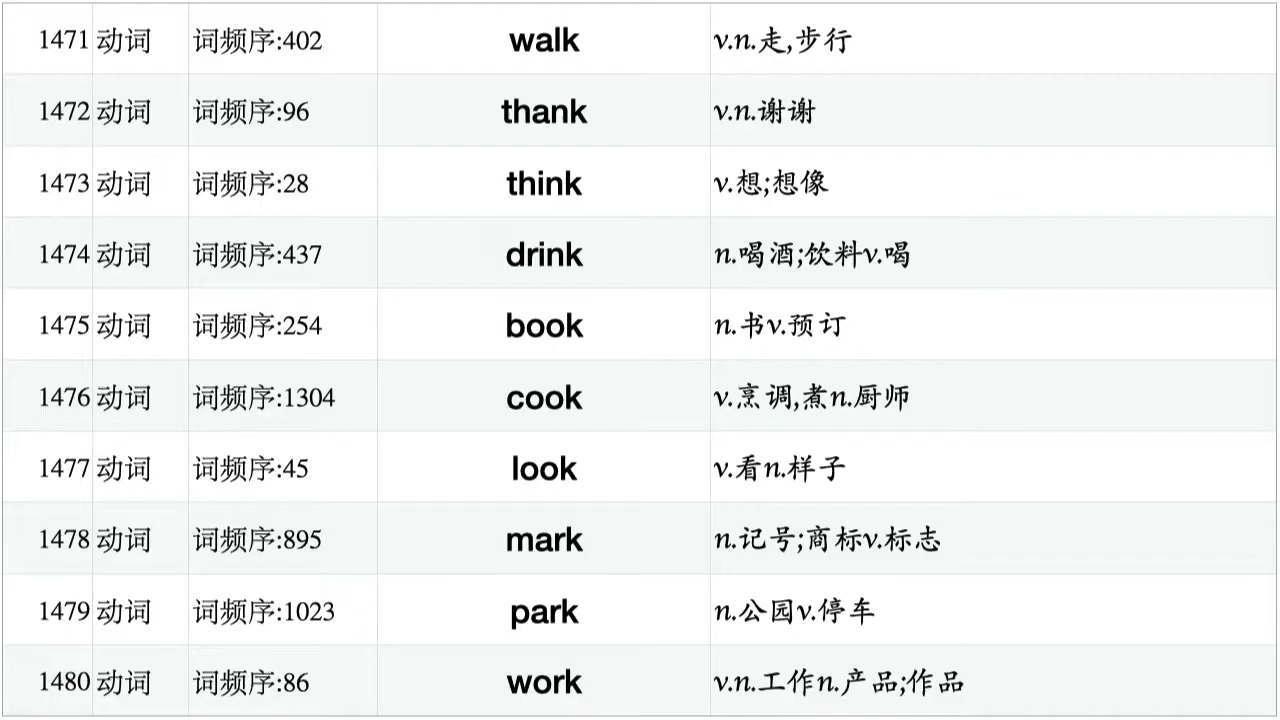 1471 动词 词频序:402 walk v.n.走,步行
1472 动词 词频序:96 thank v.n.谢谢
1473 动词 词频序:28 think v.想;想像
1474 动词 词频序:437 drink n.喝酒;饮料v.喝
1475 动词 词频序:254 book n.书v.预订
1476 动词 词频序:1304 cook v.烹调,煮n.厨师
1477 动词 词频序:45 look v.看n.样子
1478 动词 词频序:895 mark n.记号;商标v.标志
1479 动词 词频序:1023 park n.公园v.停车
1480 动词 词频序:86 work v.n.工作n.产品;作品